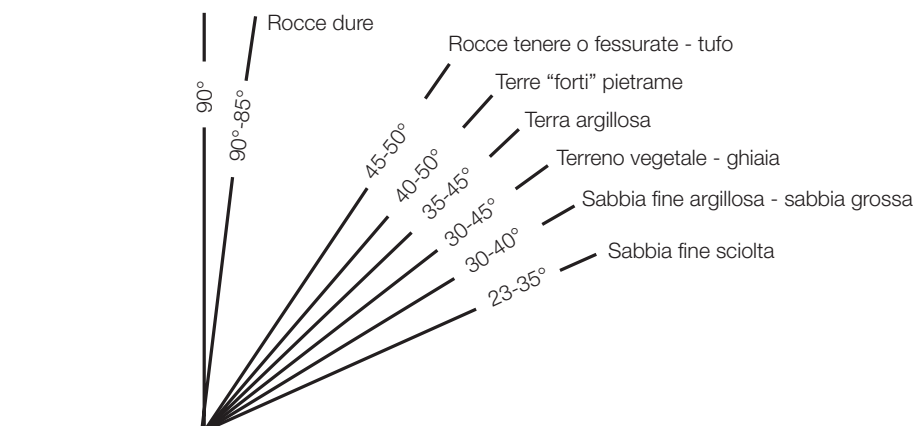 Rocce dure
Rocce tenere o fessurate - tufo
Terre “forti” pietrame
Terra argillosa
Terreno vegetale - ghiaia
Sabbia fine argillosa - sabbia grossa
Sabbia fine sciolta
90°
90°-85°
45-50°
40-50°
35-45°
30-45°
30-40°
23-35°